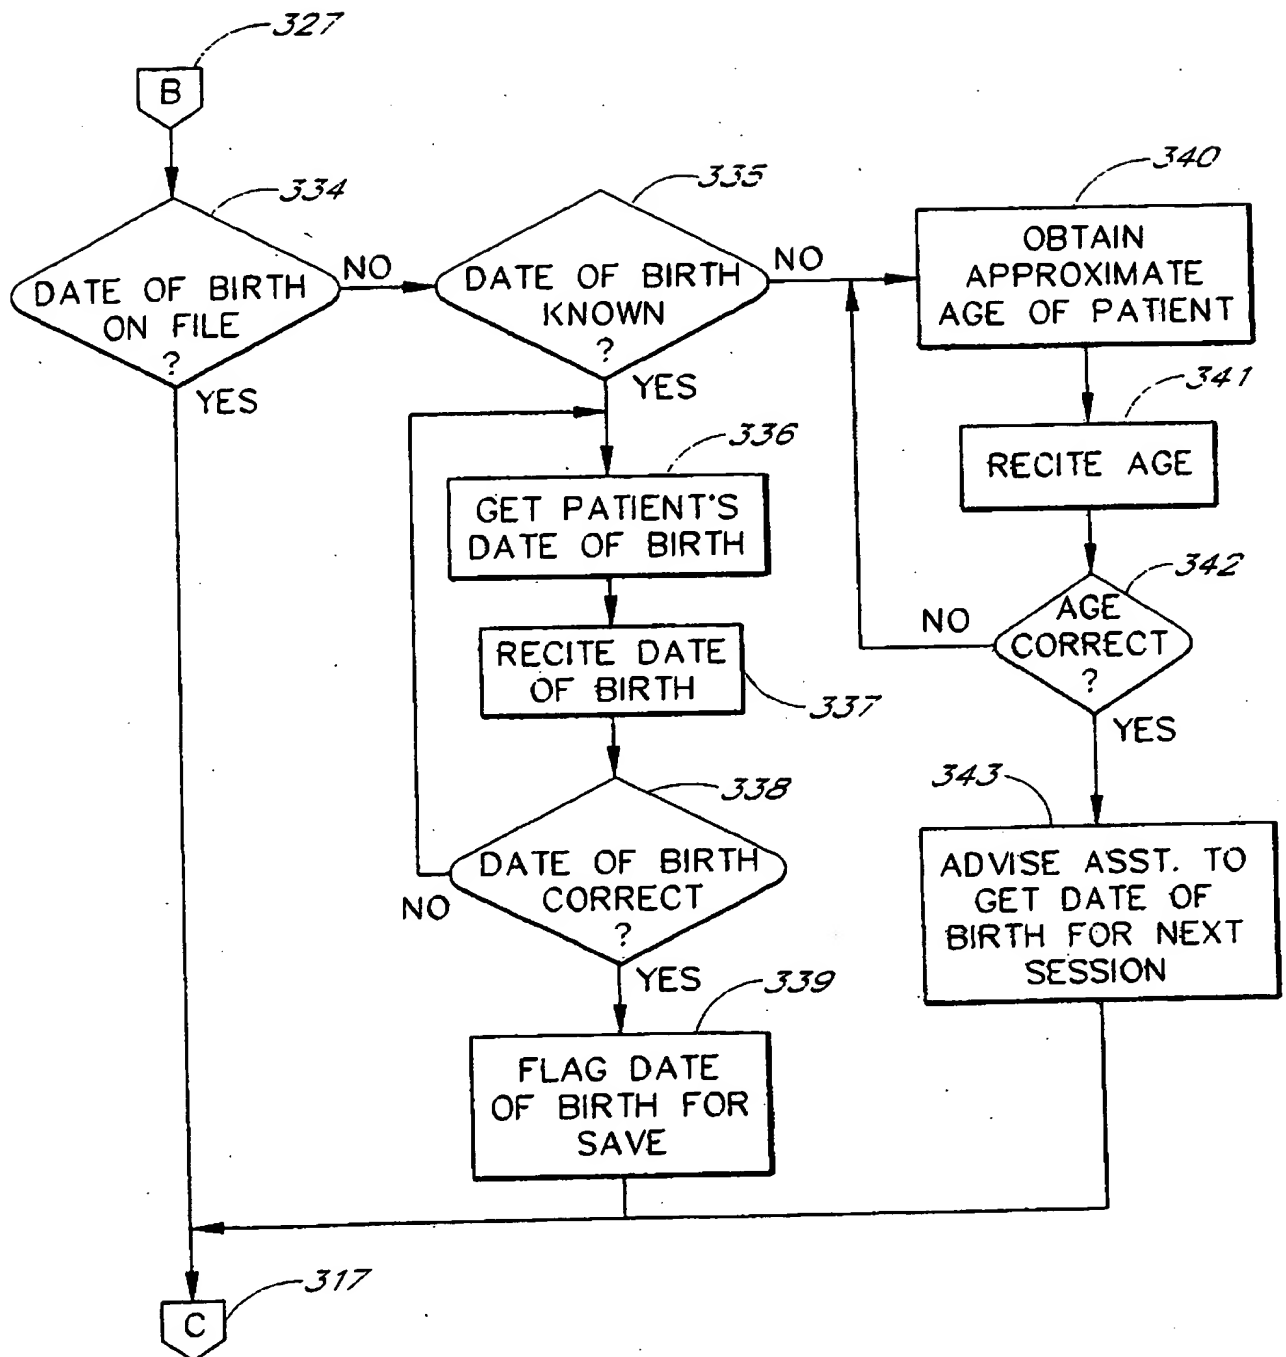 327
B
334
DATE OF BIRTH
ON FILE
?
NO
YES
335
DATE OF BIRTH
KNOWN
?
NO
YES
340
OBTAIN
APPROXIMATE
AGE OF PATIENT
341
RECITE AGE
342
AGE
CORRECT
?
NO
YES
336
GET PATIENT'S
DATE OF BIRTH
RECITE DATE
OF BIRTH
337
338
DATE OF BIRTH
CORRECT
?
NO
YES
343
ADVISE ASST. TO
GET DATE OF
BIRTH FOR NEXT
SESSION
339
FLAG DATE
OF BIRTH FOR
SAVE
317
C